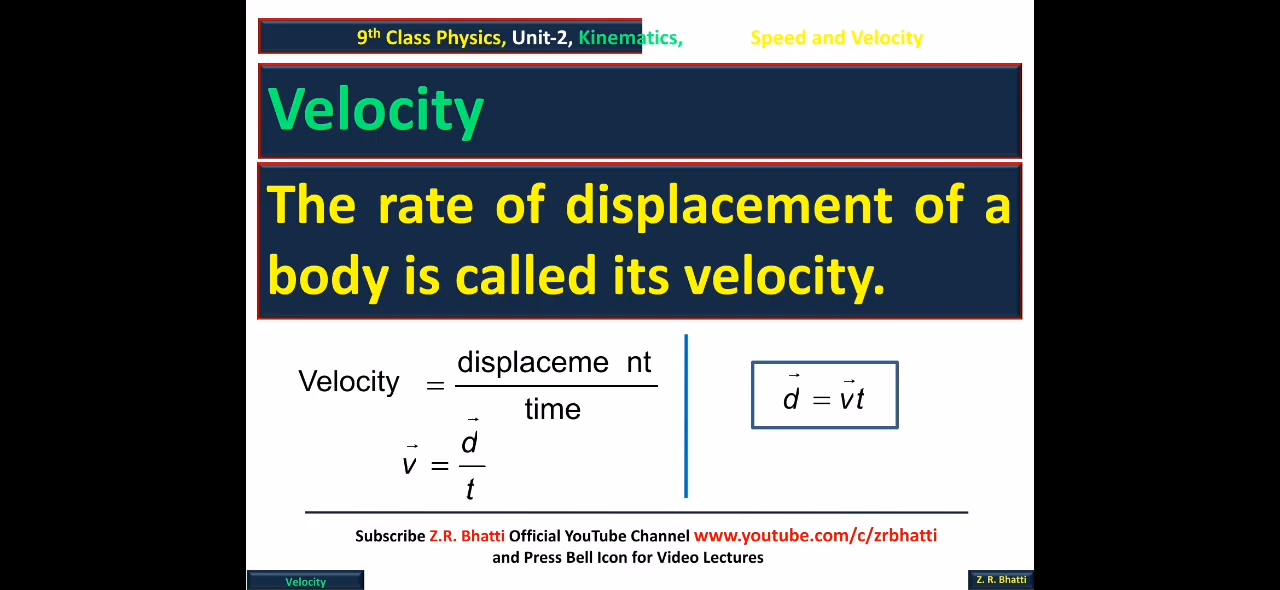 9th Class Physics, Unit-2, Kinematics, Speed and Velocity
Velocity
The rate of displacement of a
body is called its velocity.
Velocity = displaceme nt / time
v⃗ = d⃗ / t
d⃗ = v⃗t
Subscribe Z.R. Bhatti Official YouTube Channel www.youtube.com/c/zrbhatti
and Press Bell Icon for Video Lectures
Velocity
Z. R. Bhatti